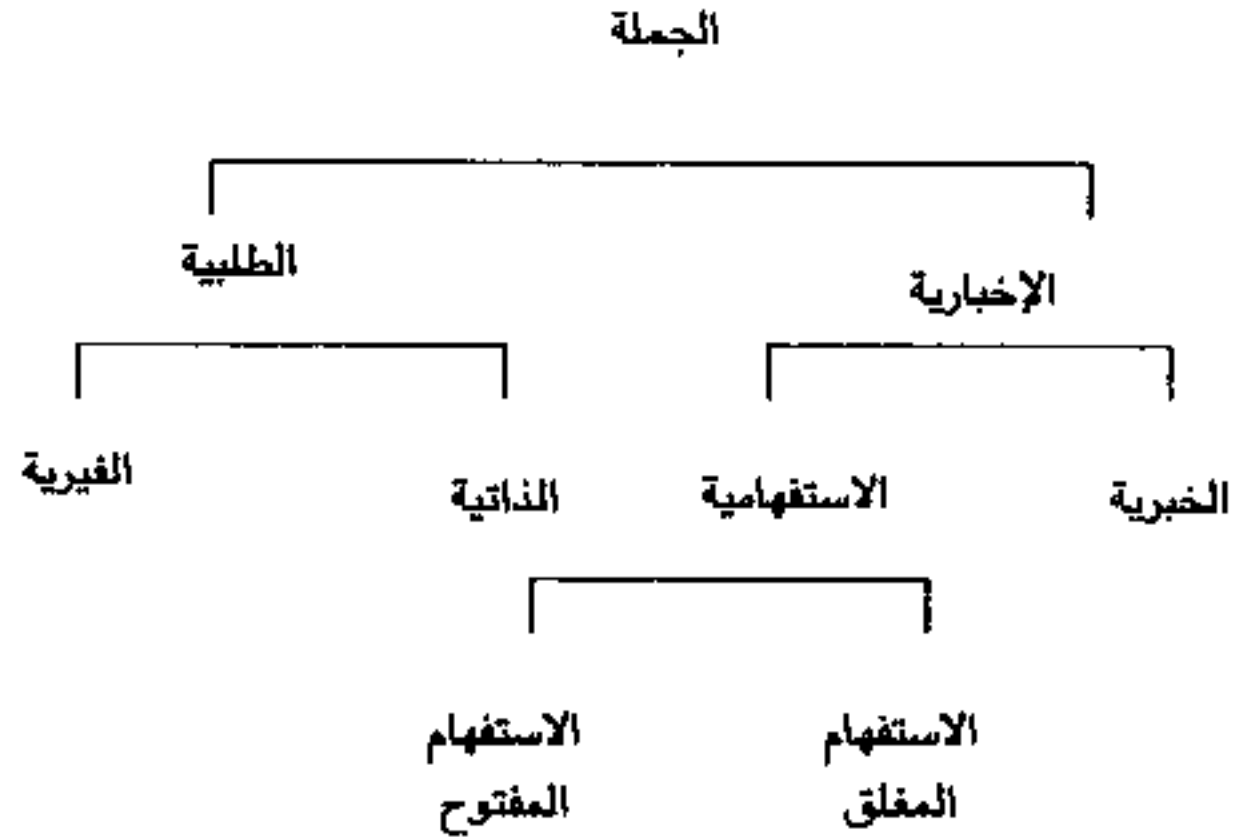 الجملة
الإخبارية
الطلبية
الخبرية
الاستفهامية
الذاتية
الغيرية
الاستفهام
المغلق
الاستفهام
المفتوح